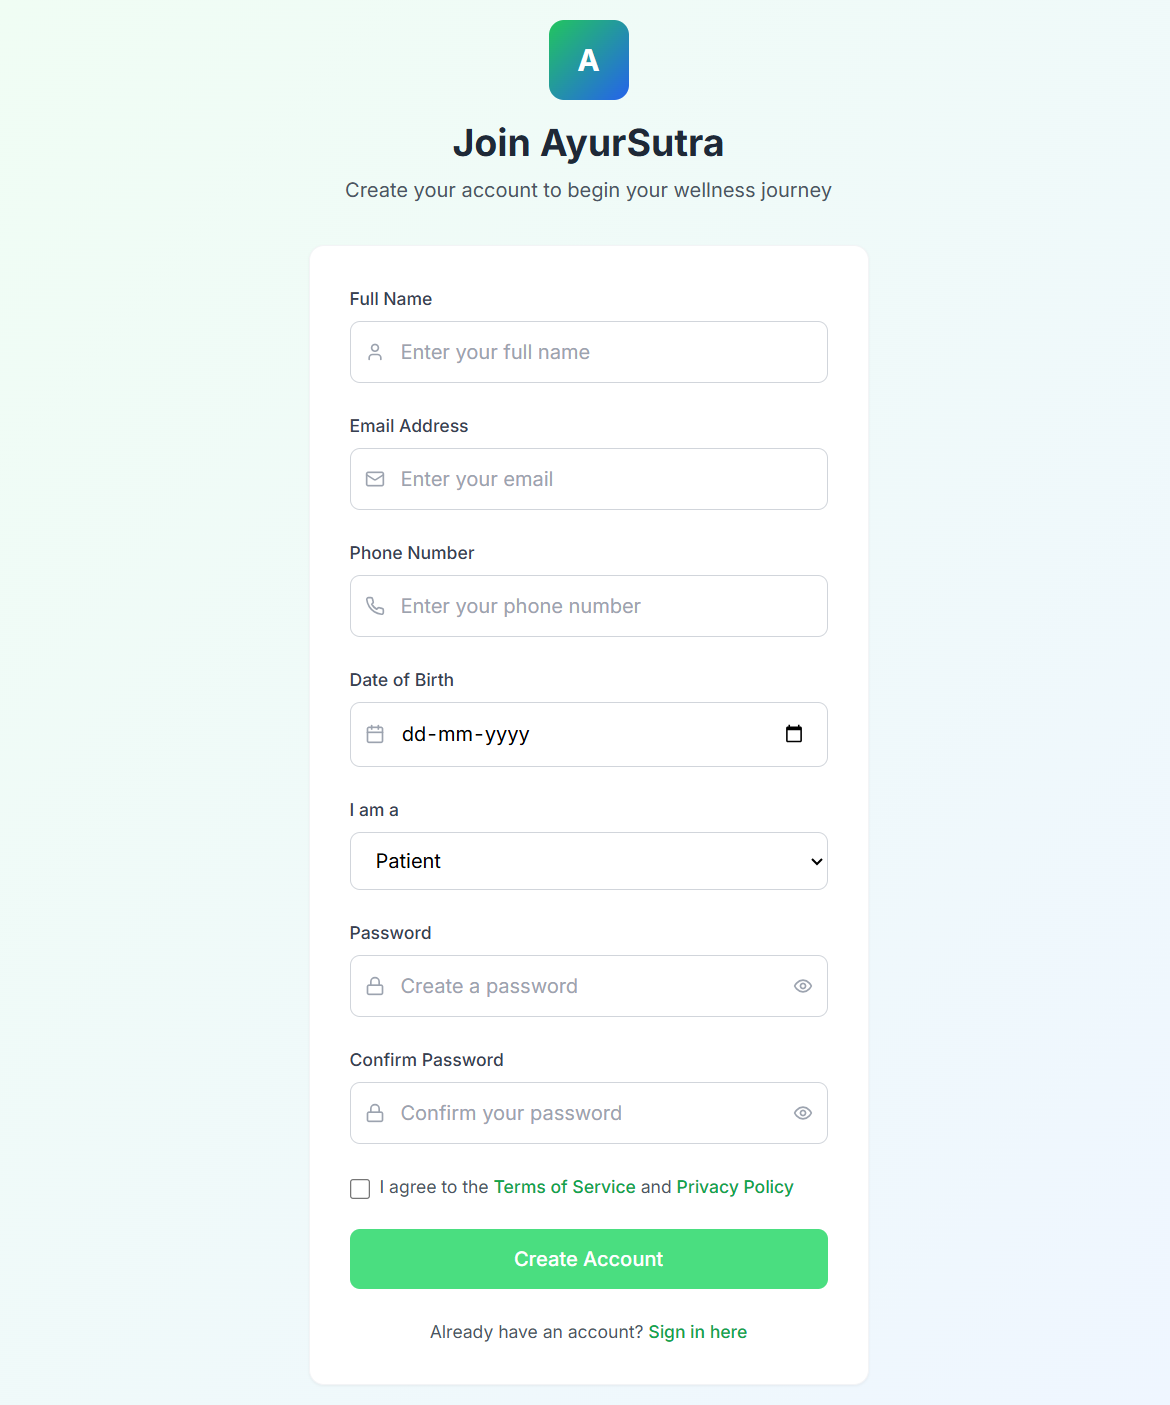 A
Join AyurSutra
Create your account to begin your wellness journey
Full Name
Enter your full name
Email Address
Enter your email
Phone Number
Enter your phone number
Date of Birth
dd-mm-yyyy
I am a
Patient
Password
Create a password
Confirm Password
Confirm your password
I agree to the Terms of Service and Privacy Policy
Create Account
Already have an account? Sign in here